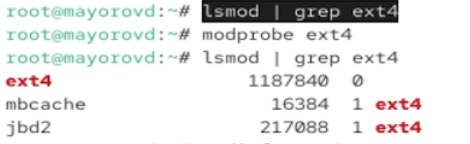 root@mayorovd:~# lsmod | grep ext4
root@mayorovd:~# modprobe ext4
root@mayorovd:~# lsmod | grep ext4
ext4 1187840 0
mbcache 16384 1 ext4
jbd2 217088 1 ext4